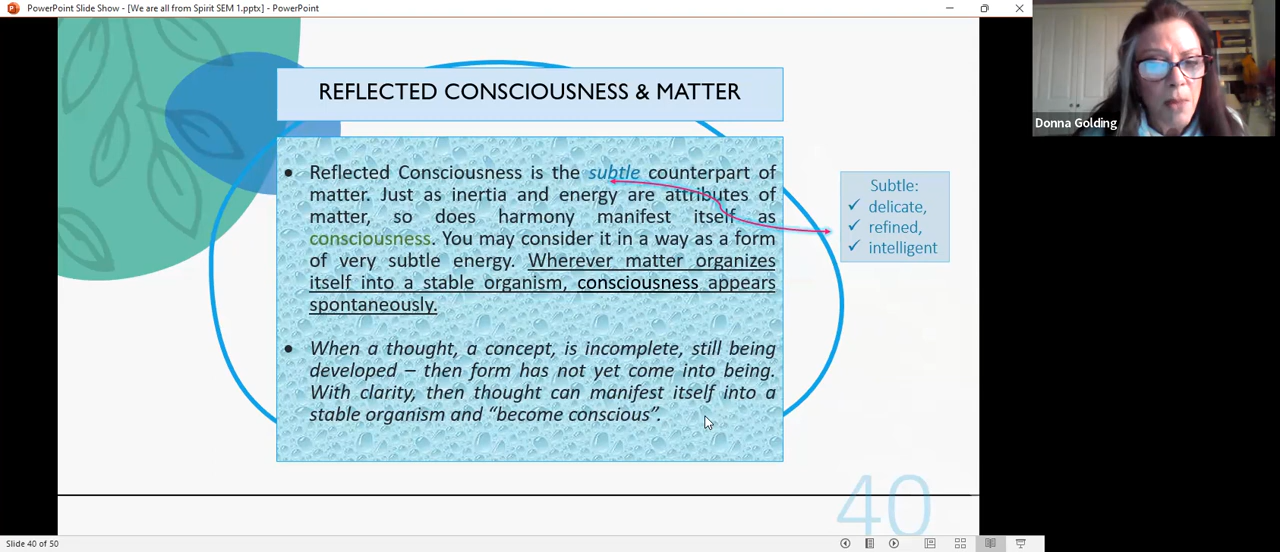 PowerPoint Slide Show - [We are all from Spirit SEM 1.pptx] - PowerPoint
Donna Golding
REFLECTED CONSCIOUSNESS & MATTER
• Reflected Consciousness is the subtle counterpart of
matter. Just as inertia and energy are attributes of
matter, so does harmony manifest itself as
consciousness. You may consider it in a way as a form
of very subtle energy. Wherever matter organizes
itself into a stable organism, consciousness appears
spontaneously.
• When a thought, a concept, is incomplete, still being
developed – then form has not yet come into being.
With clarity, then thought can manifest itself into a
stable organism and “become conscious”.
Subtle:
✓ delicate,
✓ refined,
✓ intelligent
40
Slide 40 of 50